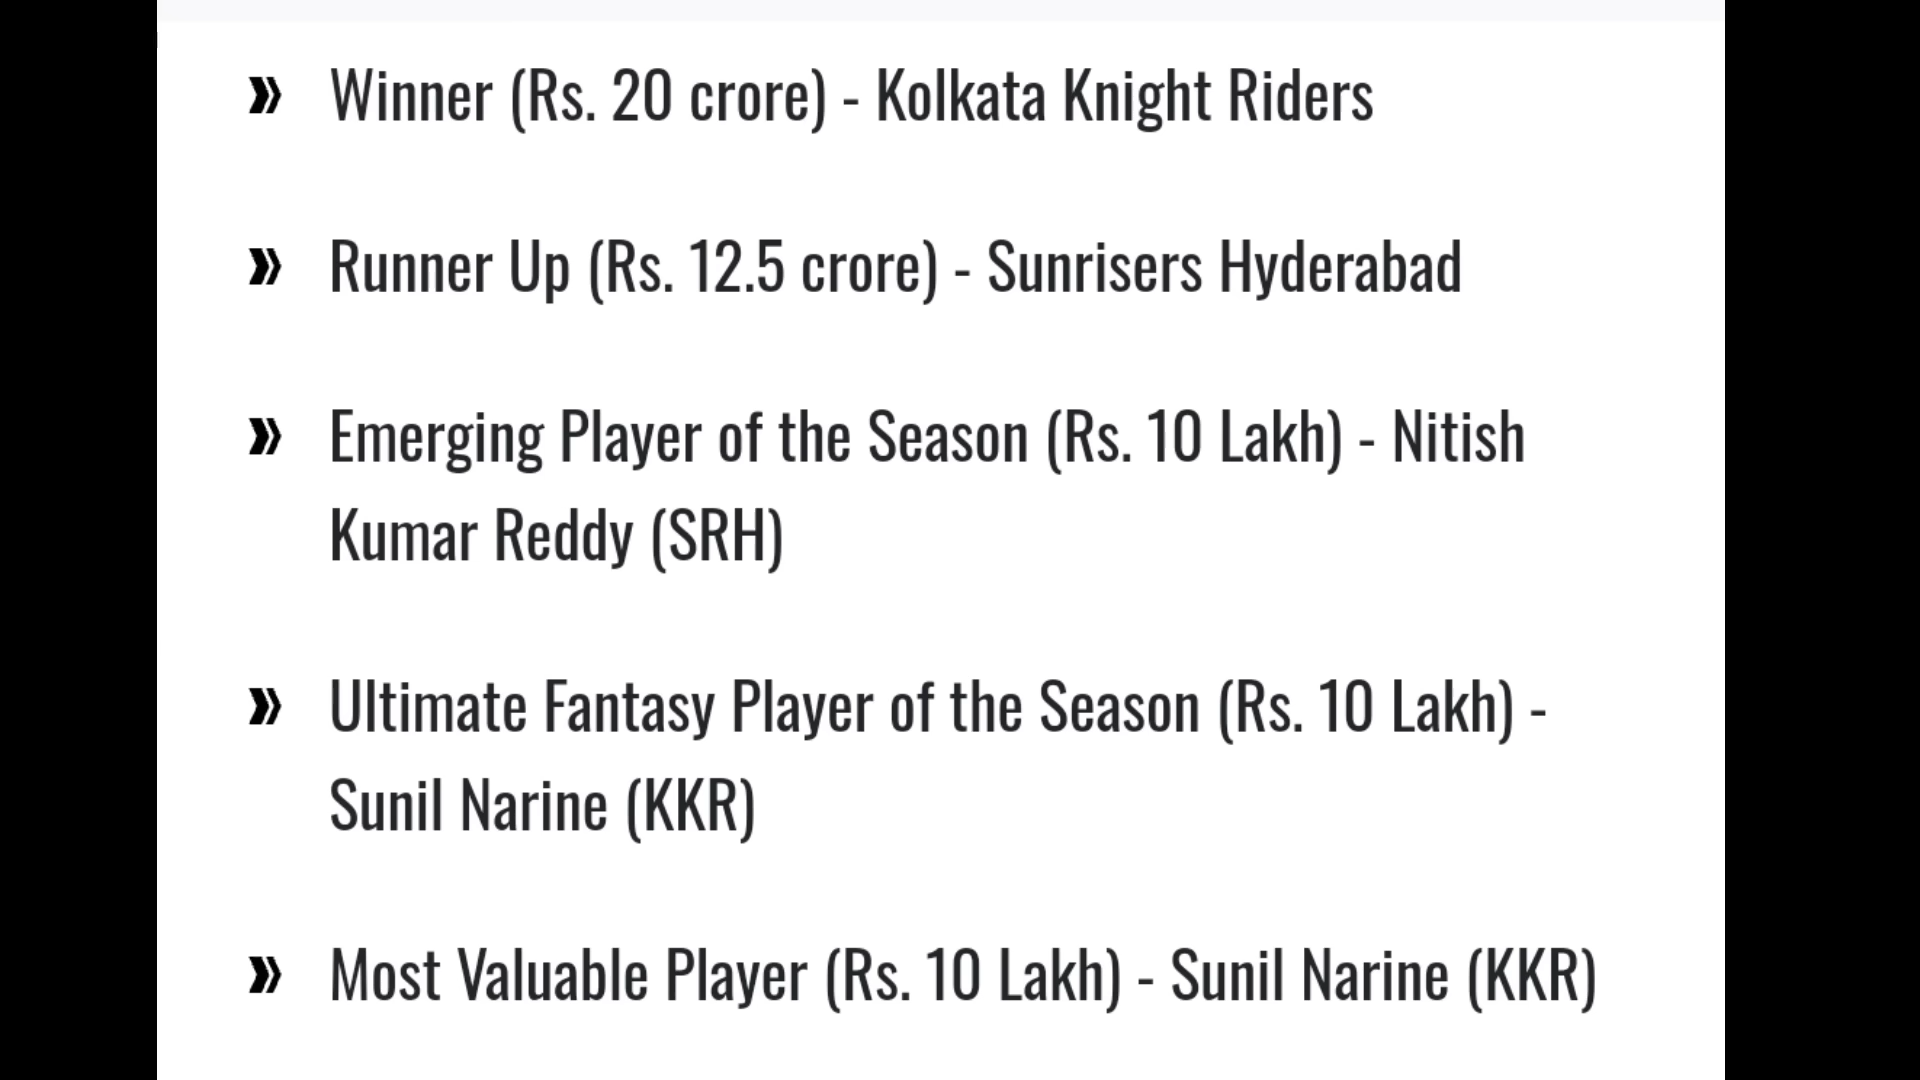 » Winner (Rs. 20 crore) - Kolkata Knight Riders
» Runner Up (Rs. 12.5 crore) - Sunrisers Hyderabad
» Emerging Player of the Season (Rs. 10 Lakh) - Nitish
Kumar Reddy (SRH)
» Ultimate Fantasy Player of the Season (Rs. 10 Lakh) -
Sunil Narine (KKR)
» Most Valuable Player (Rs. 10 Lakh) - Sunil Narine (KKR)